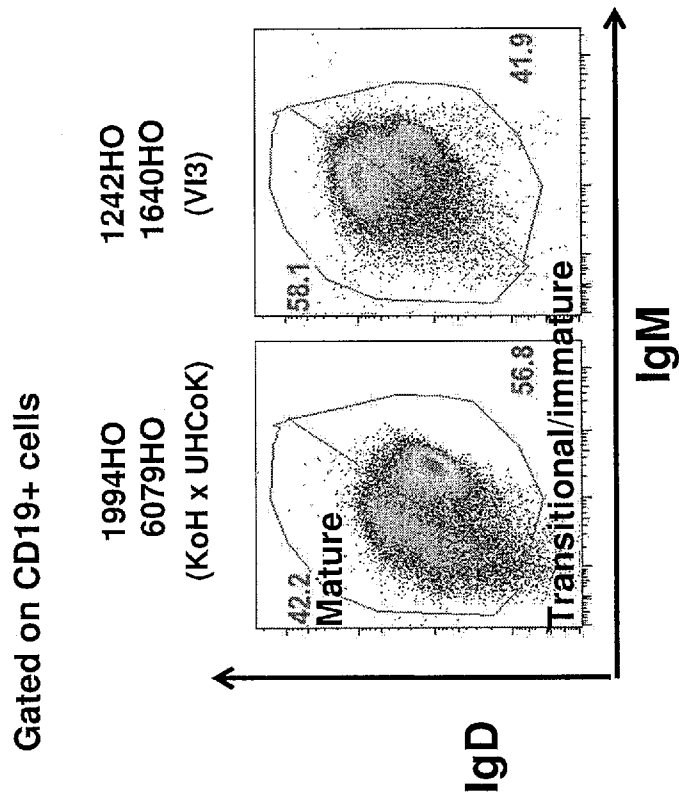 Gated on CD19+ cells
1994HO
6079HO
(KoH x UHCoK)
1242HO
1640HO
(VI3)
42.2
Mature
56.8
Transitional/immature
58.1
41.9
IgD
IgM